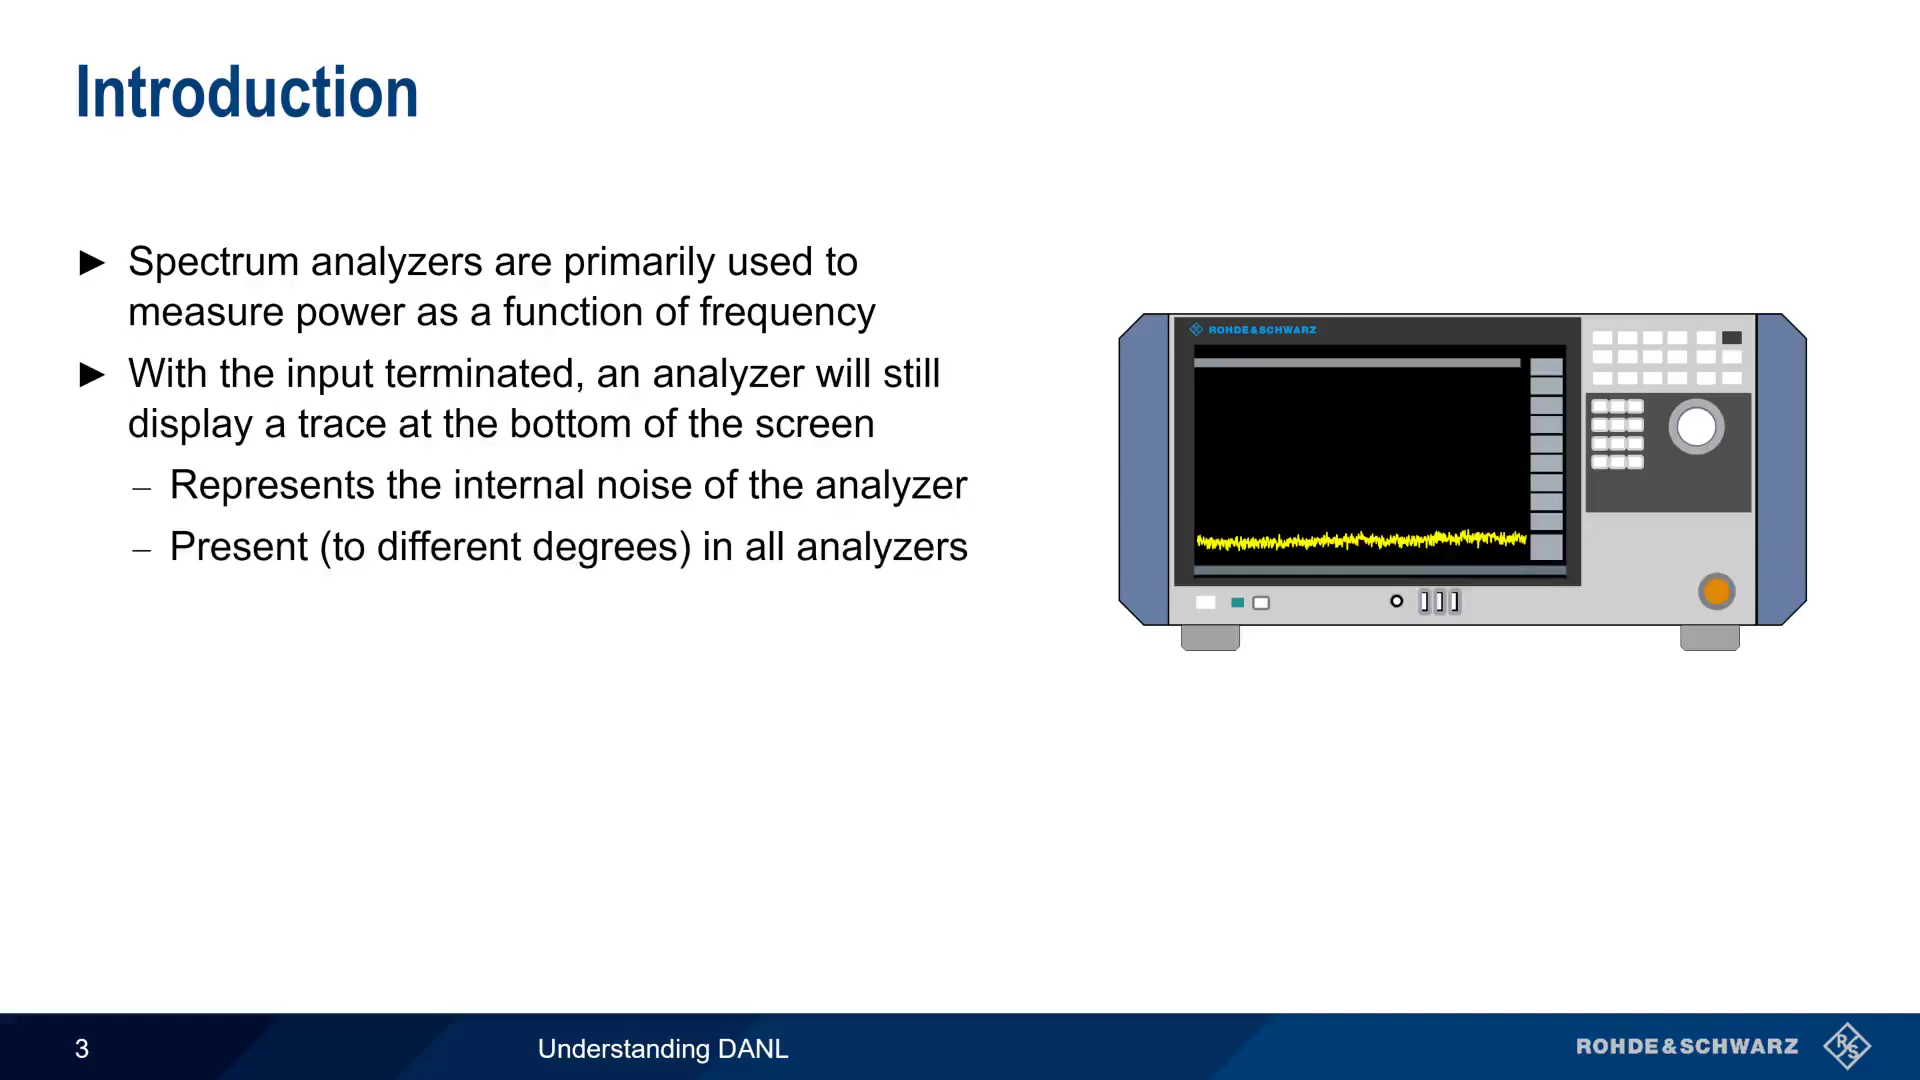 Introduction
► Spectrum analyzers are primarily used to
measure power as a function of frequency
► With the input terminated, an analyzer will still
display a trace at the bottom of the screen
– Represents the internal noise of the analyzer
– Present (to different degrees) in all analyzers
ROHDE&SCHWARZ
3
Understanding DANL
ROHDE&SCHWARZ
R&S